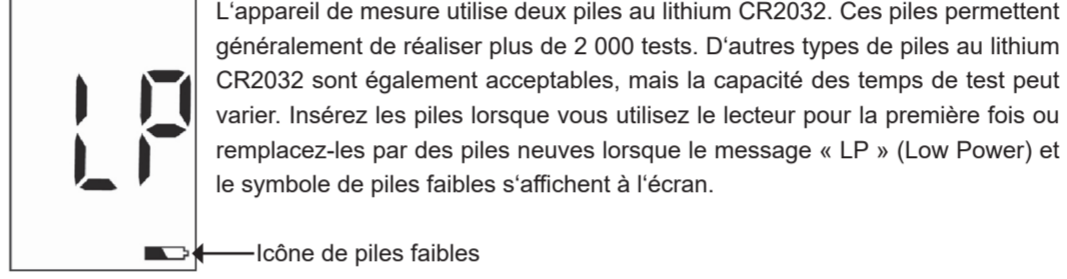 L‘appareil de mesure utilise deux piles au lithium CR2032. Ces piles permettent
généralement de réaliser plus de 2 000 tests. D‘autres types de piles au lithium
CR2032 sont également acceptables, mais la capacité des temps de test peut
varier. Insérez les piles lorsque vous utilisez le lecteur pour la première fois ou
remplacez-les par des piles neuves lorsque le message « LP » (Low Power) et
le symbole de piles faibles s‘affichent à l‘écran.
LP
Icône de piles faibles